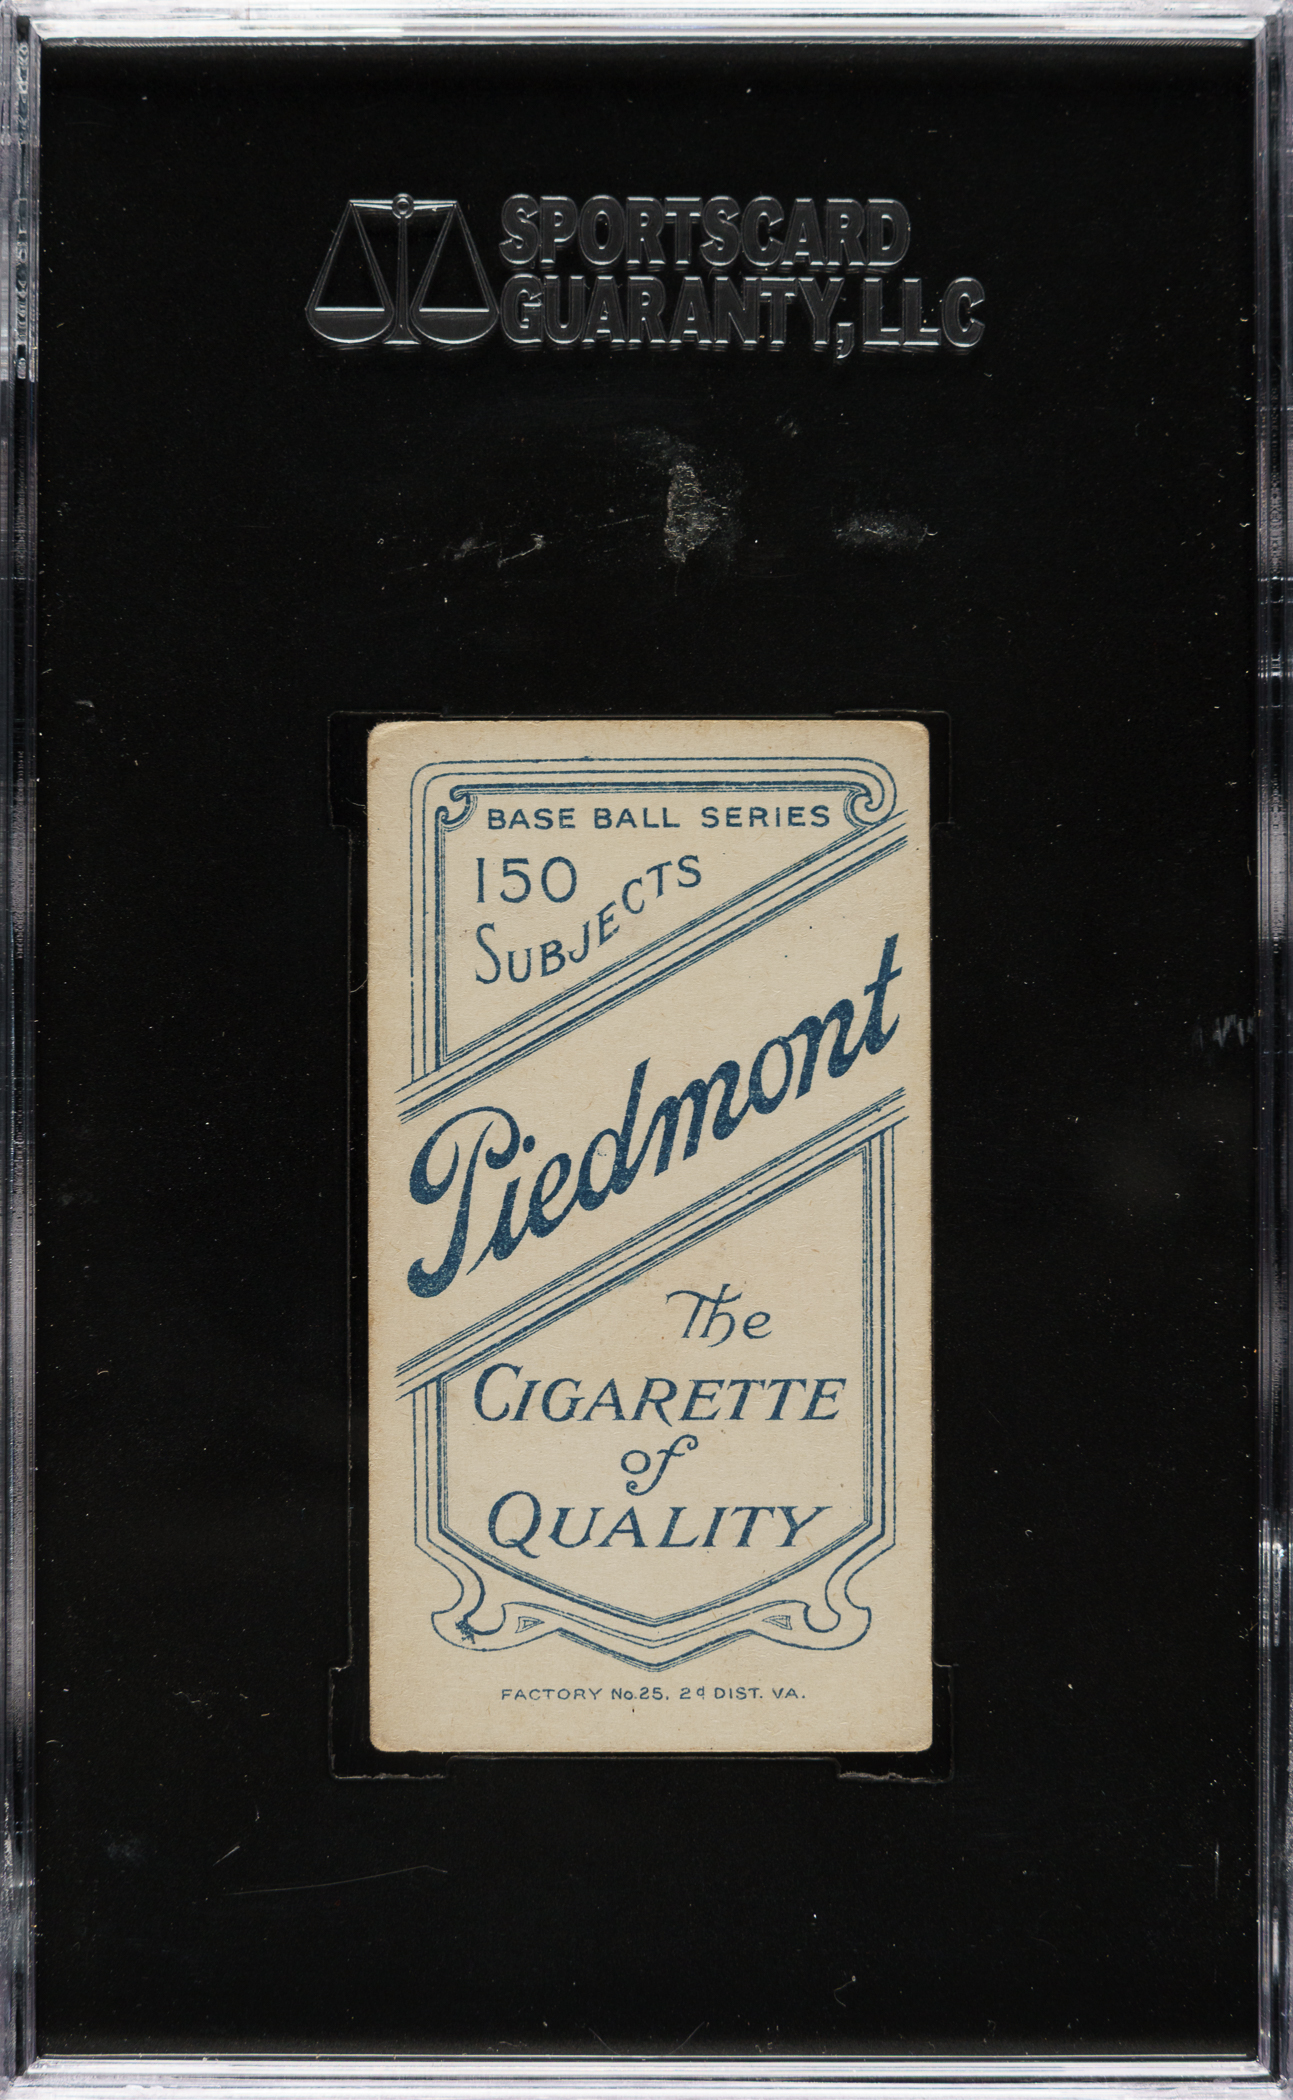 SPORTSCARD
GUARANTY, LLC
BASE BALL SERIES
150
SUBJECTS
Piedmont
The
CIGARETTE
of
QUALITY
FACTORY No. 25, 2d DIST. VA.